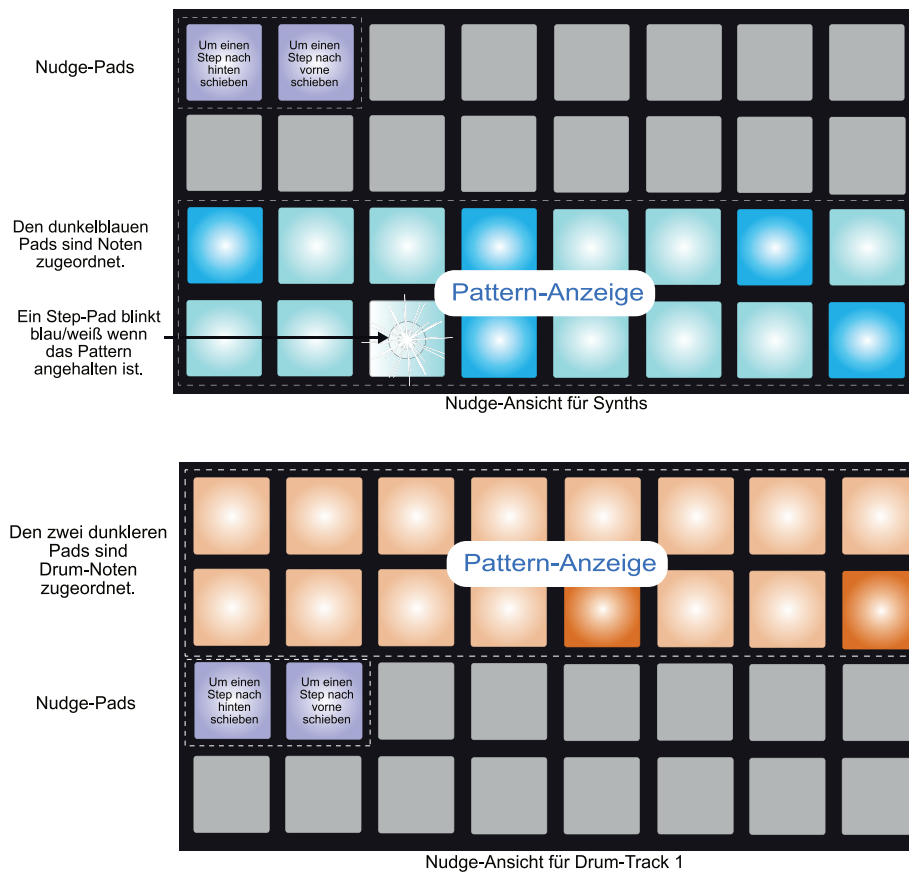 Nudge-Pads
Um einen
Step nach
hinten
schieben
Um einen
Step nach
vorne
schieben
Den dunkelblauen
Pads sind Noten
zugeordnet.
Pattern-Anzeige
Ein Step-Pad blinkt
blau/weiß wenn
das Pattern
angehalten ist.
Nudge-Ansicht für Synths
Den zwei dunkleren
Pads sind
Drum-Noten
zugeordnet.
Pattern-Anzeige
Nudge-Pads
Um einen
Step nach
hinten
schieben
Um einen
Step nach
vorne
schieben
Nudge-Ansicht für Drum-Track 1